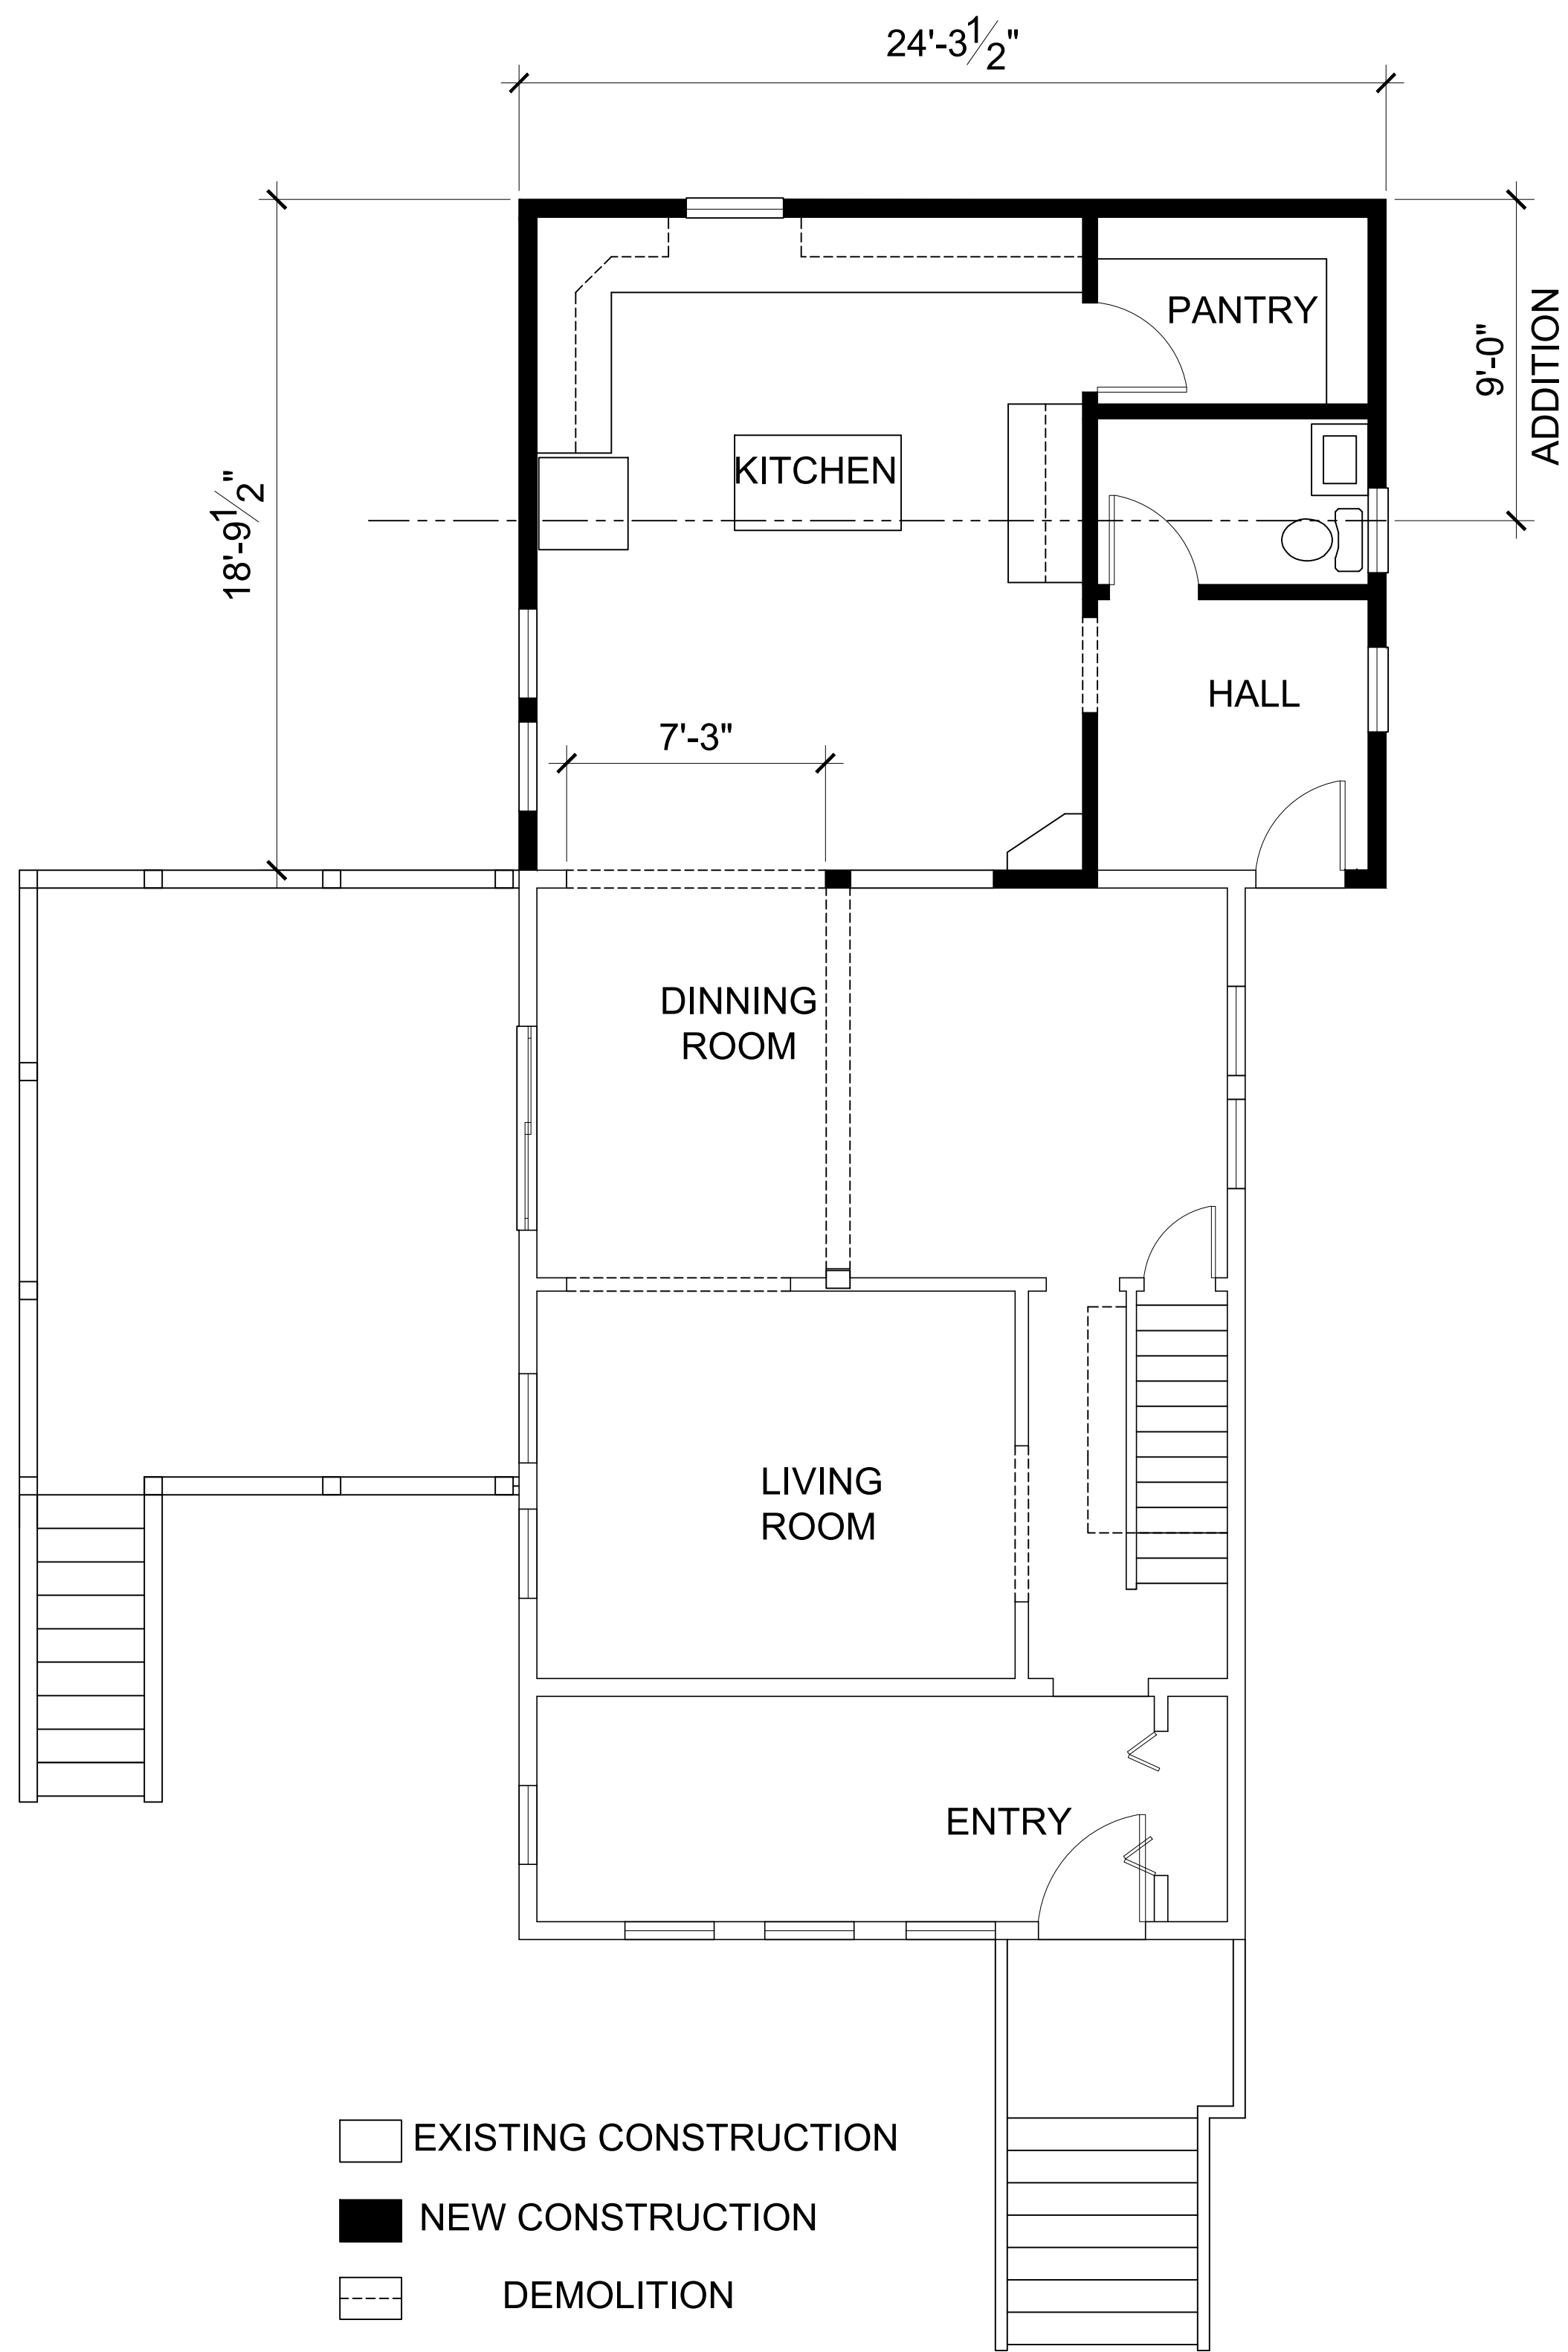 24'-3 1/2"
PANTRY
9'-0"
ADDITION
KITCHEN
18'-9 1/2"
HALL
7'-3"
DINNING
ROOM
LIVING
ROOM
ENTRY
EXISTING CONSTRUCTION
NEW CONSTRUCTION
DEMOLITION